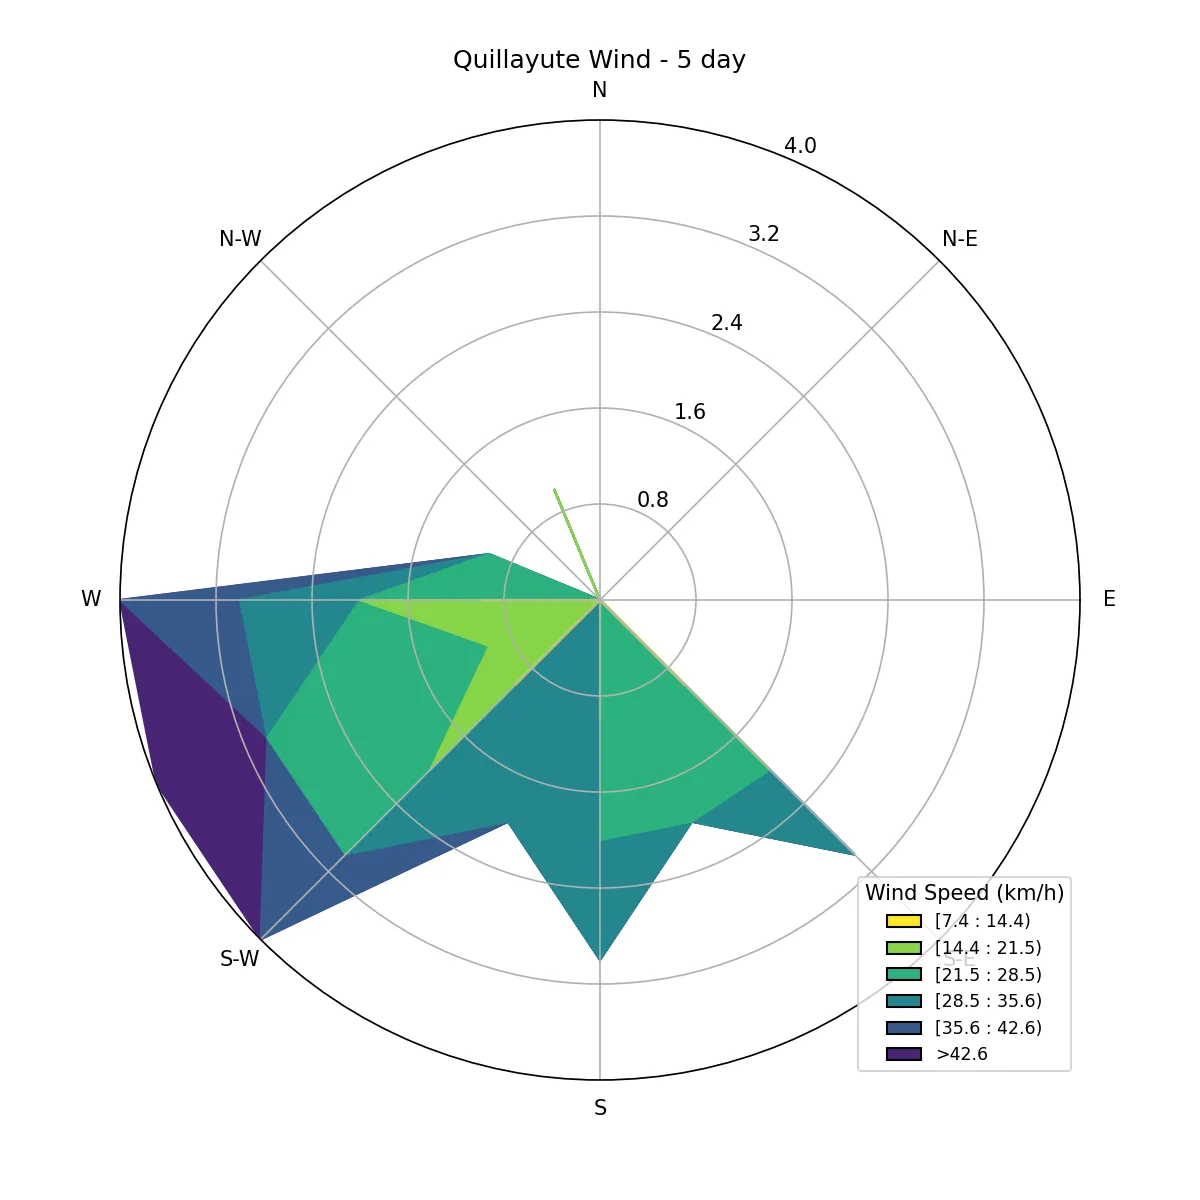 Quillayute Wind - 5 day
N
4.0
N-W
3.2
N-E
2.4
1.6
0.8
W
E
S-W
S-E
S
Wind Speed (km/h)
[7.4 : 14.4)
[14.4 : 21.5)
[21.5 : 28.5)
[28.5 : 35.6)
[35.6 : 42.6)
>42.6